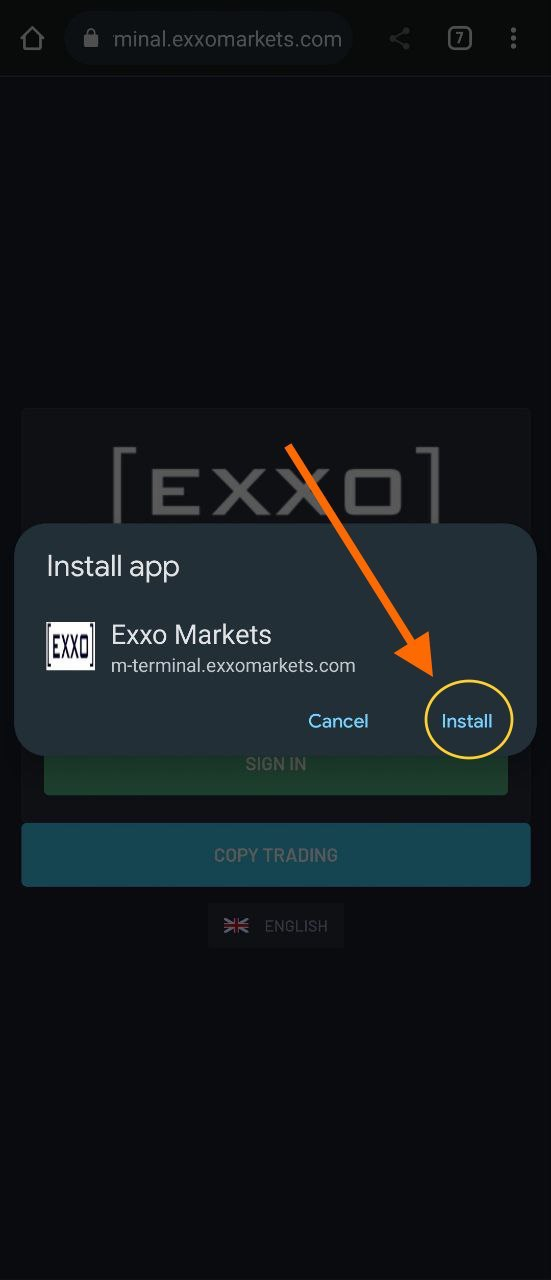 minal.exxomarkets.com
7
[EXXO]
Install app
[EXXO]
Exxo Markets
m-terminal.exxomarkets.com
Cancel
Install
SIGN IN
COPY TRADING
ENGLISH